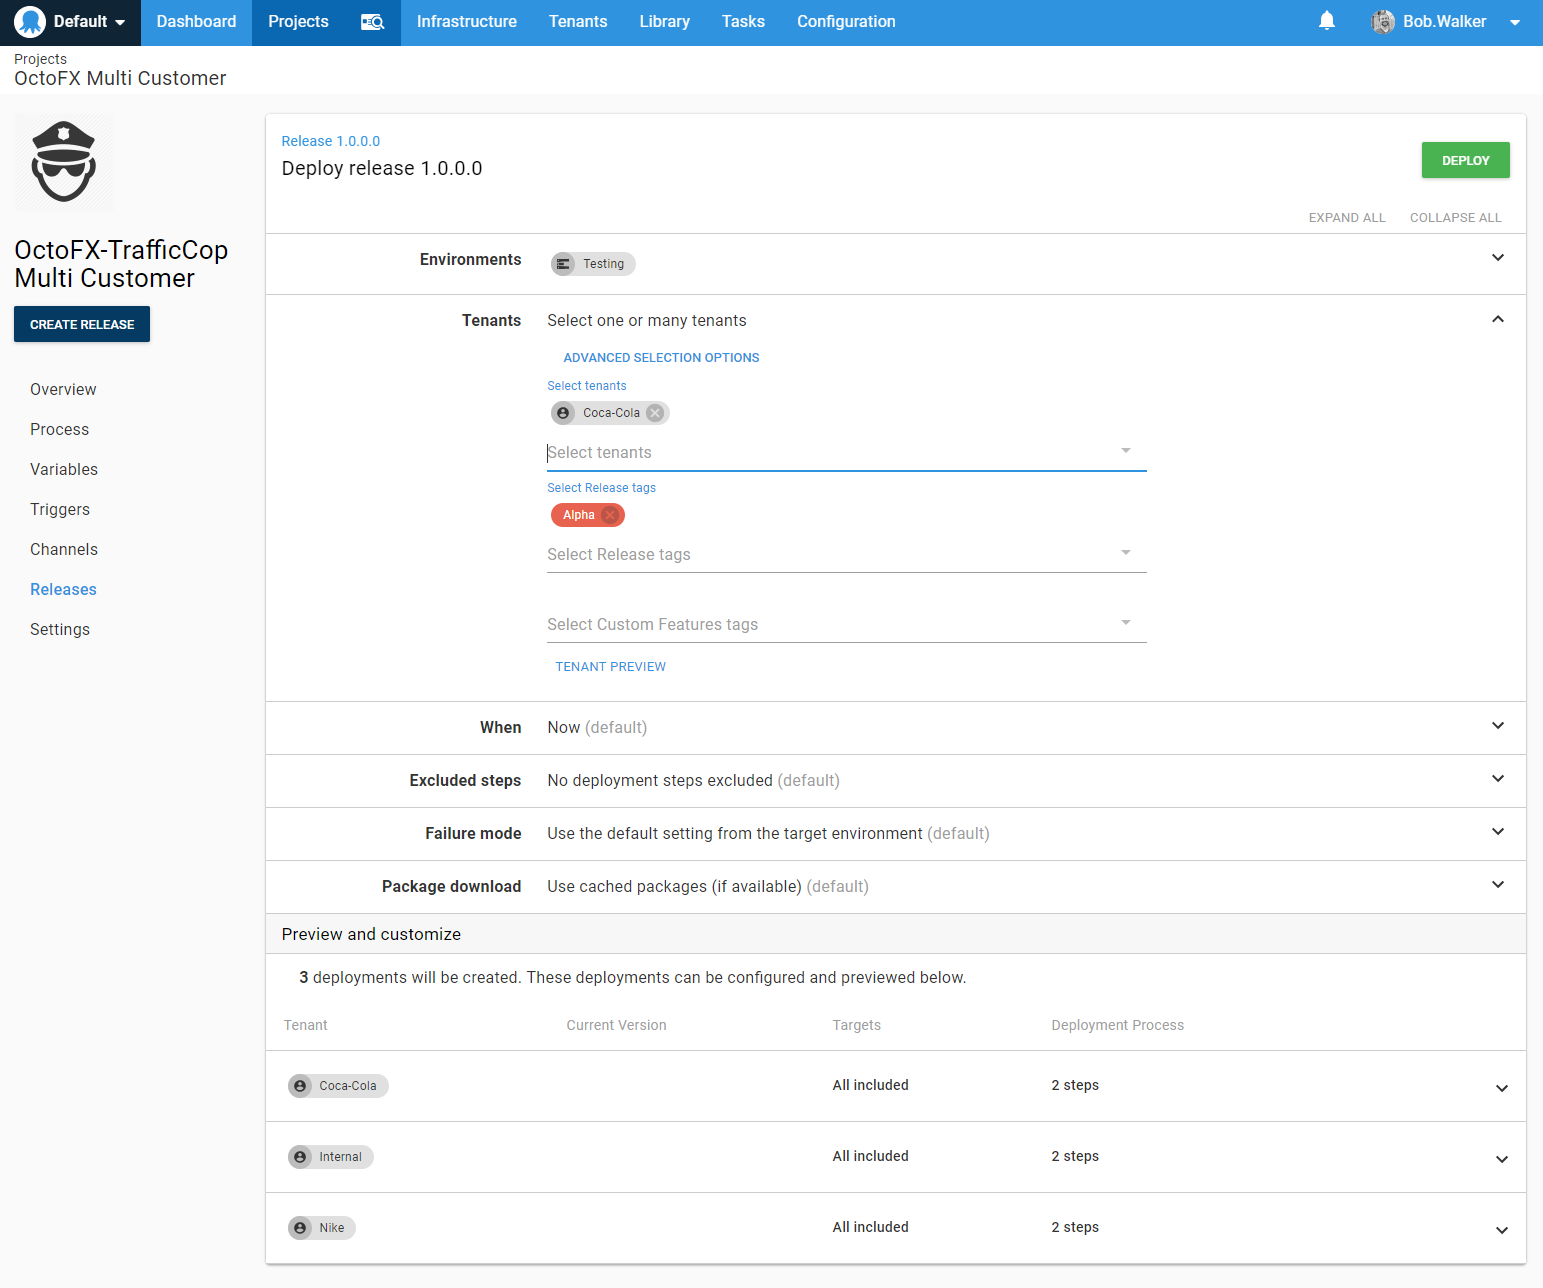 Default
Dashboard
Projects
Infrastructure
Tenants
Library
Tasks
Configuration
Bob.Walker
Projects
OctoFX Multi Customer
OctoFX-TrafficCop
Multi Customer
CREATE RELEASE
Overview
Process
Variables
Triggers
Channels
Releases
Settings
Release 1.0.0.0
Deploy release 1.0.0.0
DEPLOY
EXPAND ALL
COLLAPSE ALL
Environments
Testing
Tenants
Select one or many tenants
ADVANCED SELECTION OPTIONS
Select tenants
Coca-Cola
Select tenants
Select Release tags
Alpha
Select Release tags
Select Custom Features tags
TENANT PREVIEW
When
Now (default)
Excluded steps
No deployment steps excluded (default)
Failure mode
Use the default setting from the target environment (default)
Package download
Use cached packages (if available) (default)
Preview and customize
3 deployments will be created. These deployments can be configured and previewed below.
Tenant
Current Version
Targets
Deployment Process
Coca-Cola
All included
2 steps
Internal
All included
2 steps
Nike
All included
2 steps